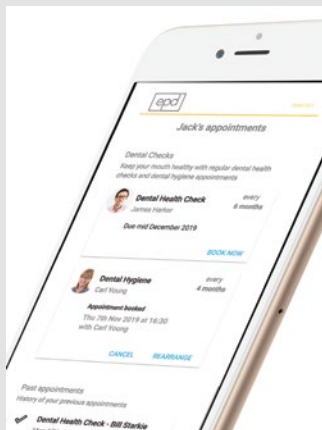 epd
Jack's appointments
Dental Checks
Keep your mouth healthy with regular dental health
checks and dental hygiene appointments
Dental Health Check
every
James Harker
6 months
Due mid December 2019
BOOK NOW
Dental Hygiene
every
Carl Young
4 months
Appointment booked
Thu 7th Nov 2019 at 16:30
with Carl Young
CANCEL REARRANGE
Past appointments
History of your previous appointments
Dental Health Check - Bill Starkie